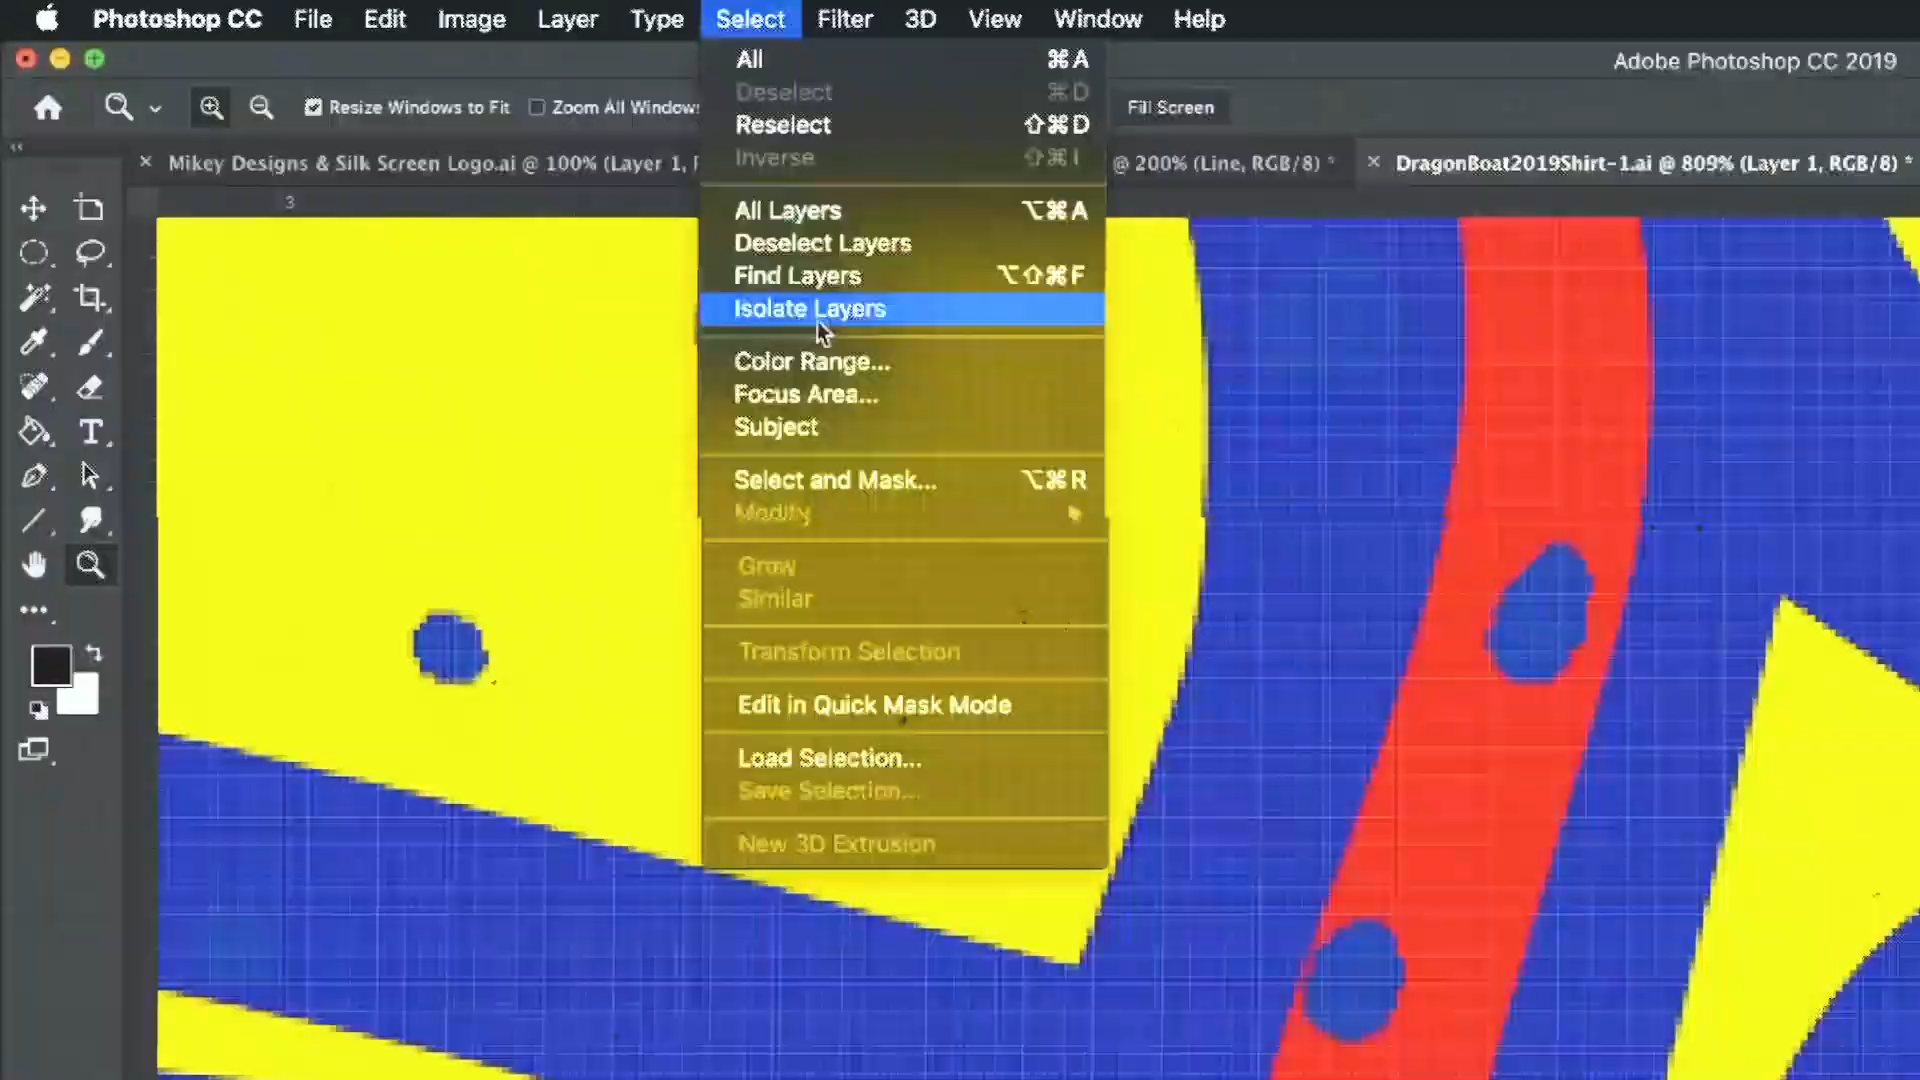 Photoshop CC File Edit Image Layer Type Select Filter 3D View Window Help
Adobe Photoshop CC 2019
Resize Windows to Fit Zoom All Windows Fill Screen
Mikey Designs & Silk Screen Logo.ai @ 100% (Layer 1, @ 200% (Line, RGB/8) * DragonBoat2019Shirt-1.ai @ 809% (Layer 1, RGB/8) *
3
All ⌘A
Deselect ⌘D
Reselect ⇧⌘D
Inverse ⇧⌘I
All Layers ⌥⌘A
Deselect Layers
Find Layers ⌥⇧⌘F
Isolate Layers
Color Range...
Focus Area...
Subject
Select and Mask... ⌥⌘R
Modify
Grow
Similar
Transform Selection
Edit in Quick Mask Mode
Load Selection...
Save Selection...
New 3D Extrusion